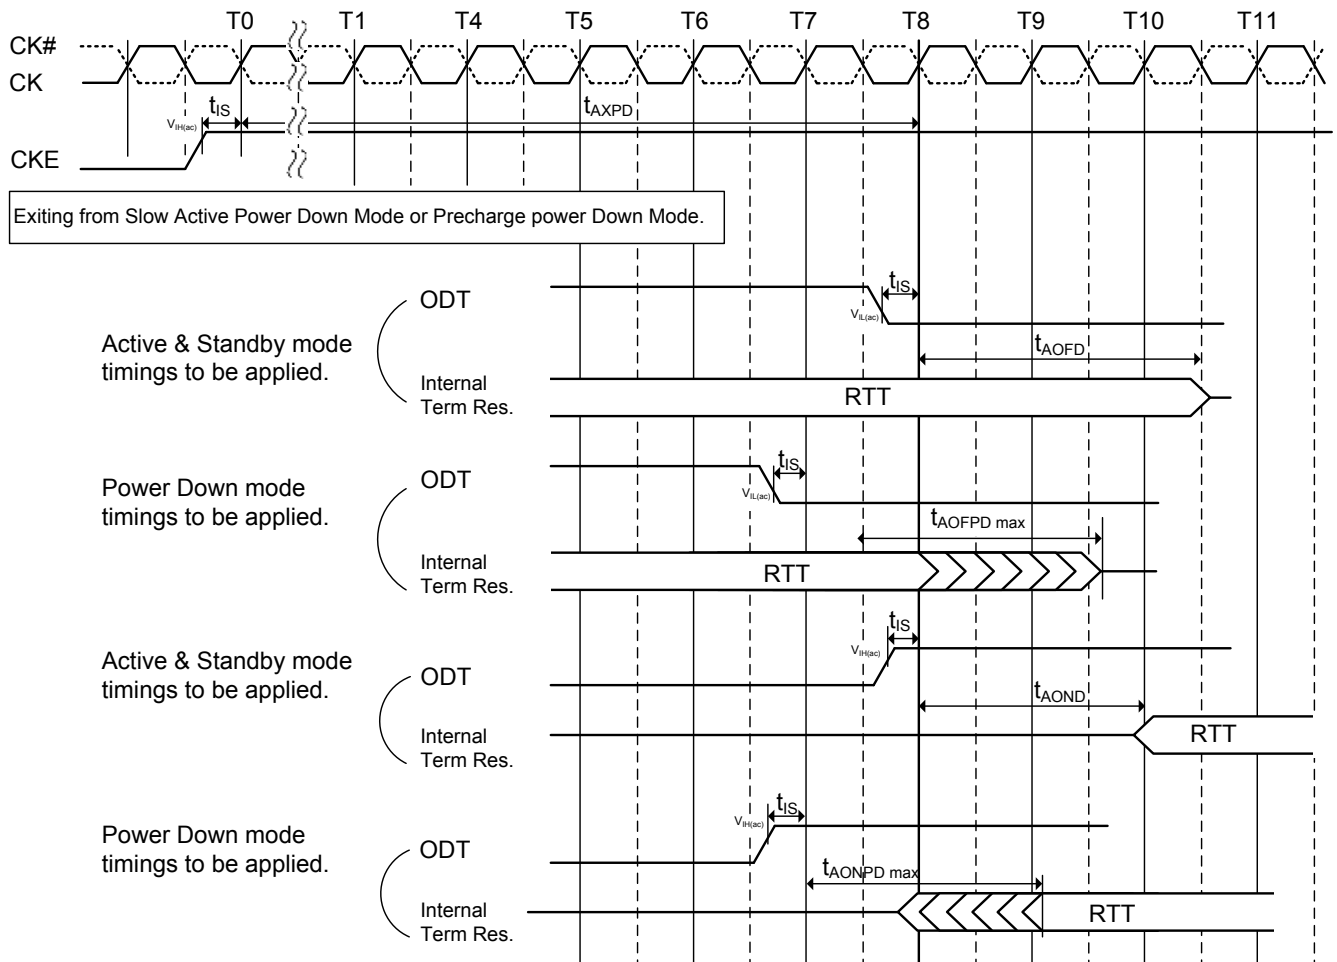 T0 T1 T4 T5 T6 T7 T8 T9 T10 T11
CK#
CK
tIS
tAXPD
VIH(ac)
CKE
Exiting from Slow Active Power Down Mode or Precharge power Down Mode.
ODT
tIS
VIL(ac)
Active & Standby mode
timings to be applied.
tAOFD
Internal
Term Res.
RTT
ODT
tIS
VIL(ac)
Power Down mode
timings to be applied.
tAOFPD max
Internal
Term Res.
RTT
tIS
VIH(ac)
Active & Standby mode
timings to be applied.
ODT
tAOND
Internal
Term Res.
RTT
tIS
VIH(ac)
Power Down mode
timings to be applied.
ODT
tAONPD max
Internal
Term Res.
RTT